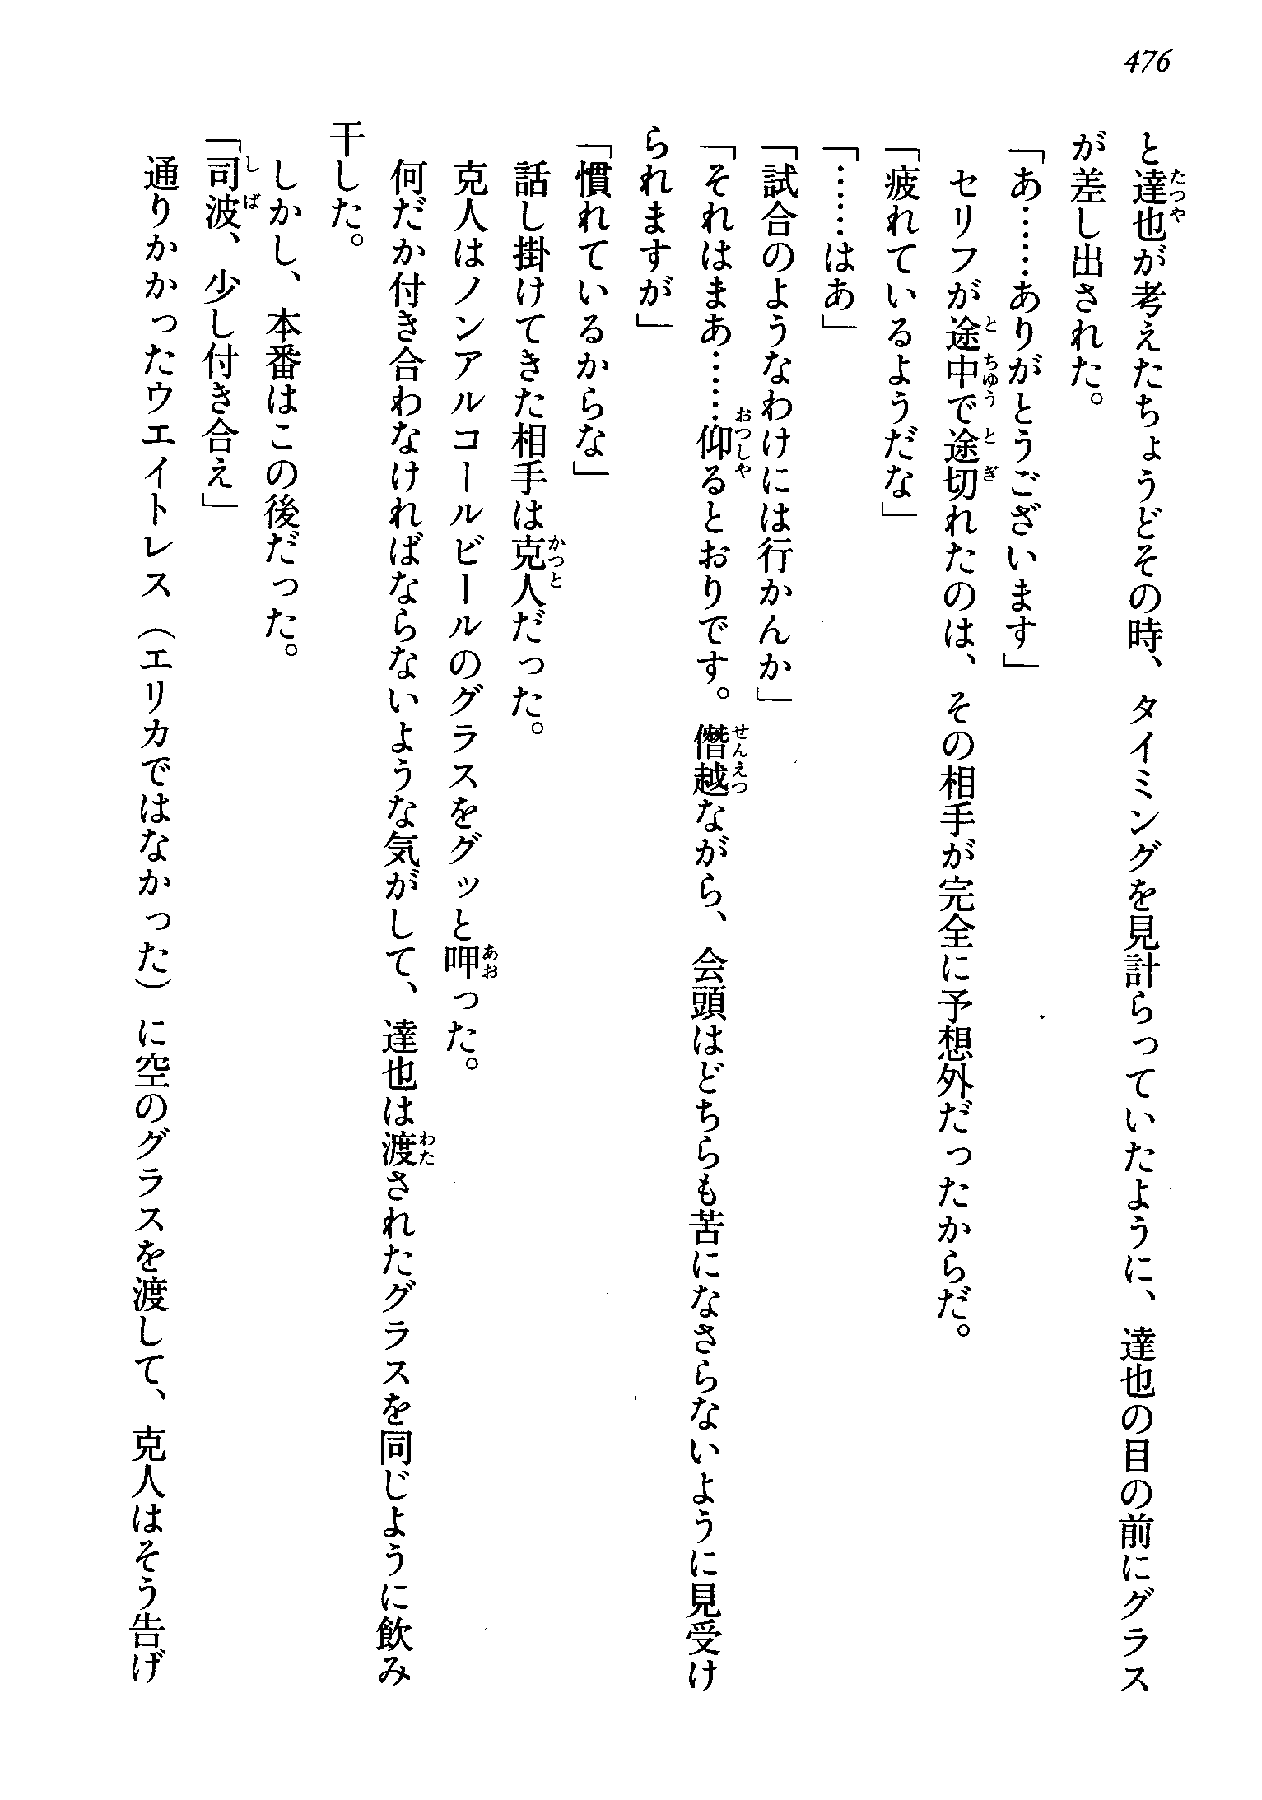 476
と達也が考えたちょうどその時、タイミングを見計らっていたように、達也の目の前にグラス
が差し出された。
「あ……ありがとうございます」
セリフが途中で途切れたのは、その相手が完全に予想外だったからだ。
「疲れているようだな」
「……はあ」
「試合のようなわけには行かんか」
「それはまあ……仰るとおりです。僭越ながら、会頭はどちらも苦になさらないように見受け
られますが」
「慣れているからな」
話し掛けてきた相手は克人だった。
克人はノンアルコールビールのグラスをグッと呷った。
何だか付き合わなければならないような気がして、達也は渡されたグラスを同じように飲み
干した。
しかし、本番はこの後だった。
「司波、少し付き合え」
通りかかったウエイトレス（エリカではなかった）に空のグラスを渡して、克人はそう告げ